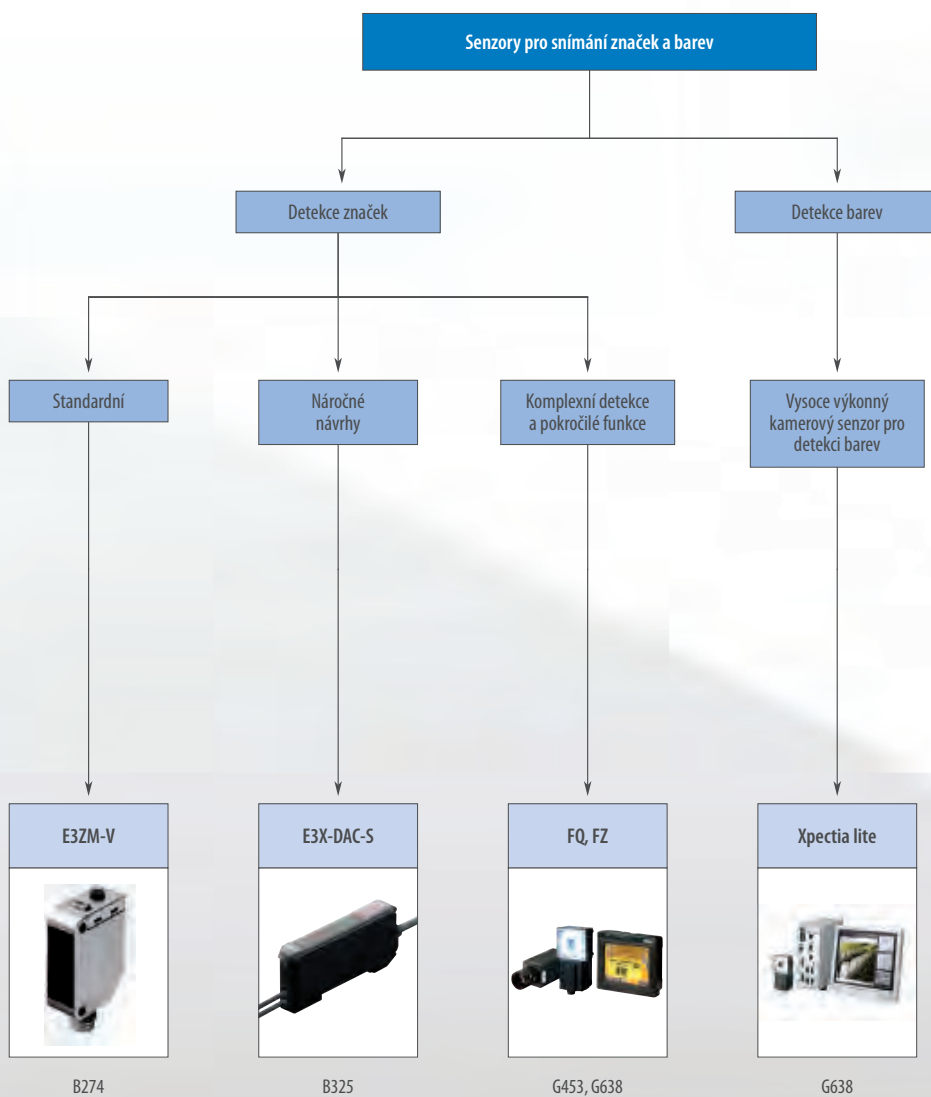 Senzory pro snímání značek a barev
Detekce značek
Detekce barev
Standardní
Náročné
návrhy
Komplexní detekce
a pokročilé funkce
Vysoce výkonný
kamerový senzor pro
detekci barev
E3ZM-V
E3X-DAC-S
FQ, FZ
Xpectia lite
B274
B325
G453, G638
G638